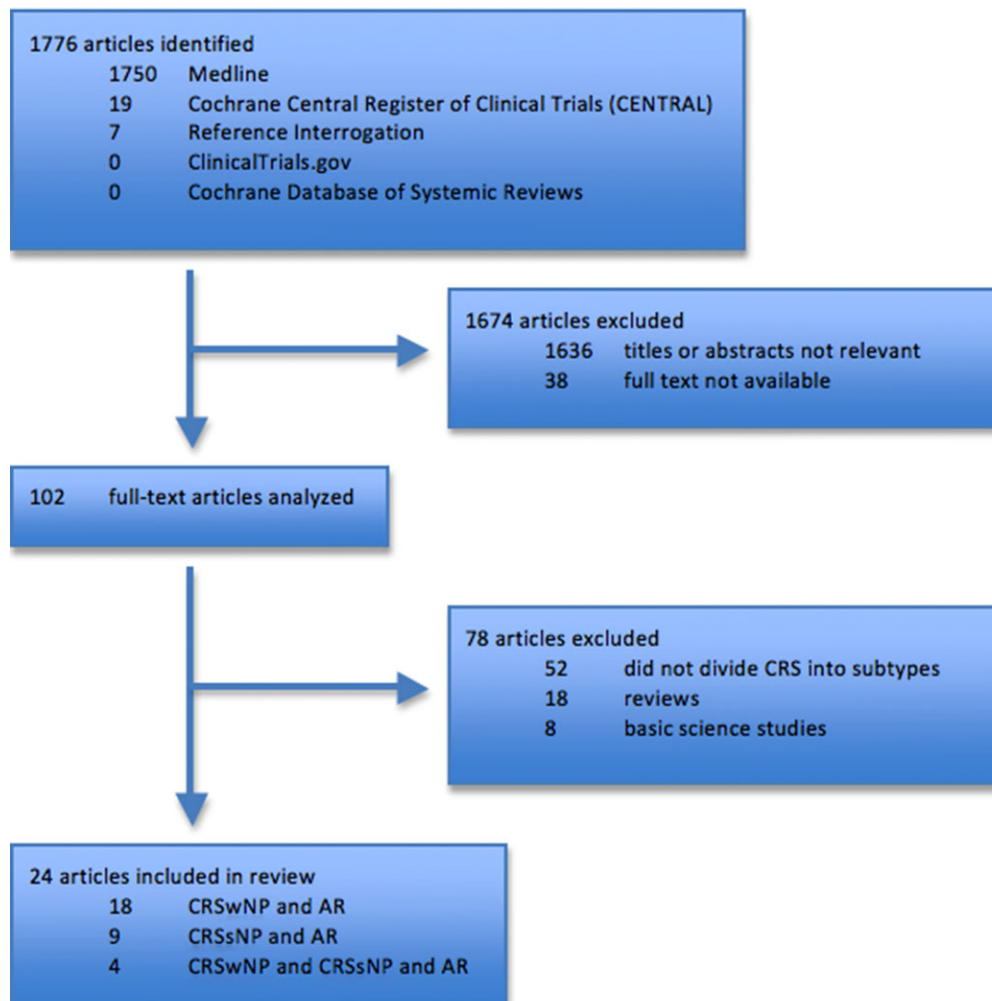 1776 articles identified
1750 Medline
19 Cochrane Central Register of Clinical Trials (CENTRAL)
7 Reference Interrogation
0 ClinicalTrials.gov
0 Cochrane Database of Systemic Reviews
1674 articles excluded
1636 titles or abstracts not relevant
38 full text not available
102 full-text articles analyzed
78 articles excluded
52 did not divide CRS into subtypes
18 reviews
8 basic science studies
24 articles included in review
18 CRSwNP and AR
9 CRSsNP and AR
4 CRSwNP and CRSsNP and AR